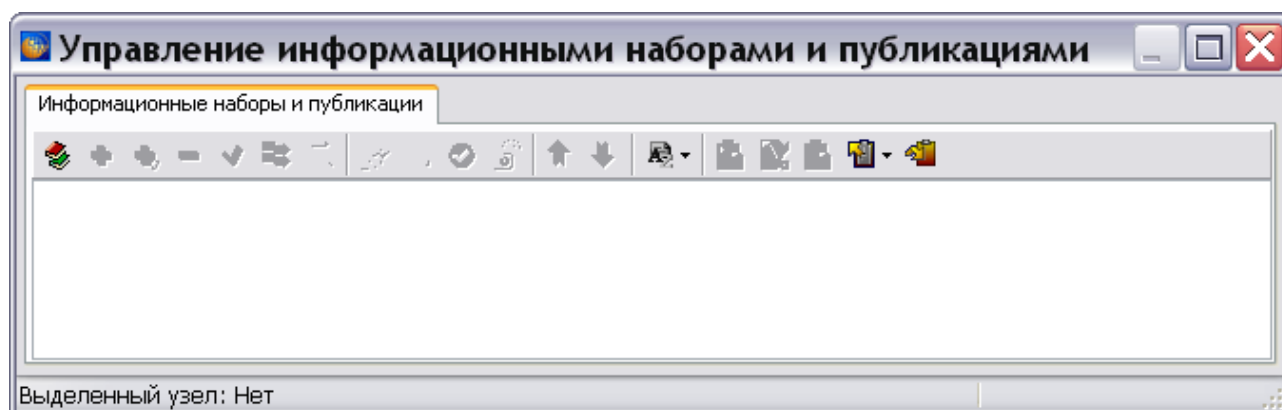 Управление информационными наборами и публикациями
Информационные наборы и публикации
Выделенный узел: Нет